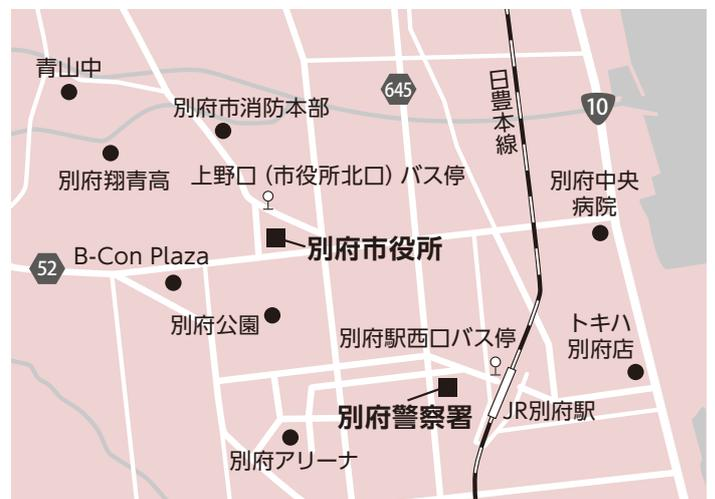 青山中
645
別府市消防本部
日豊本線
10
別府翔青高
上野口（市役所北口）バス停
別府中央
病院
別府市役所
B-Con Plaza
52
別府公園
別府駅西口バス停
トキハ
別府店
別府警察署
JR別府駅
別府アリーナ